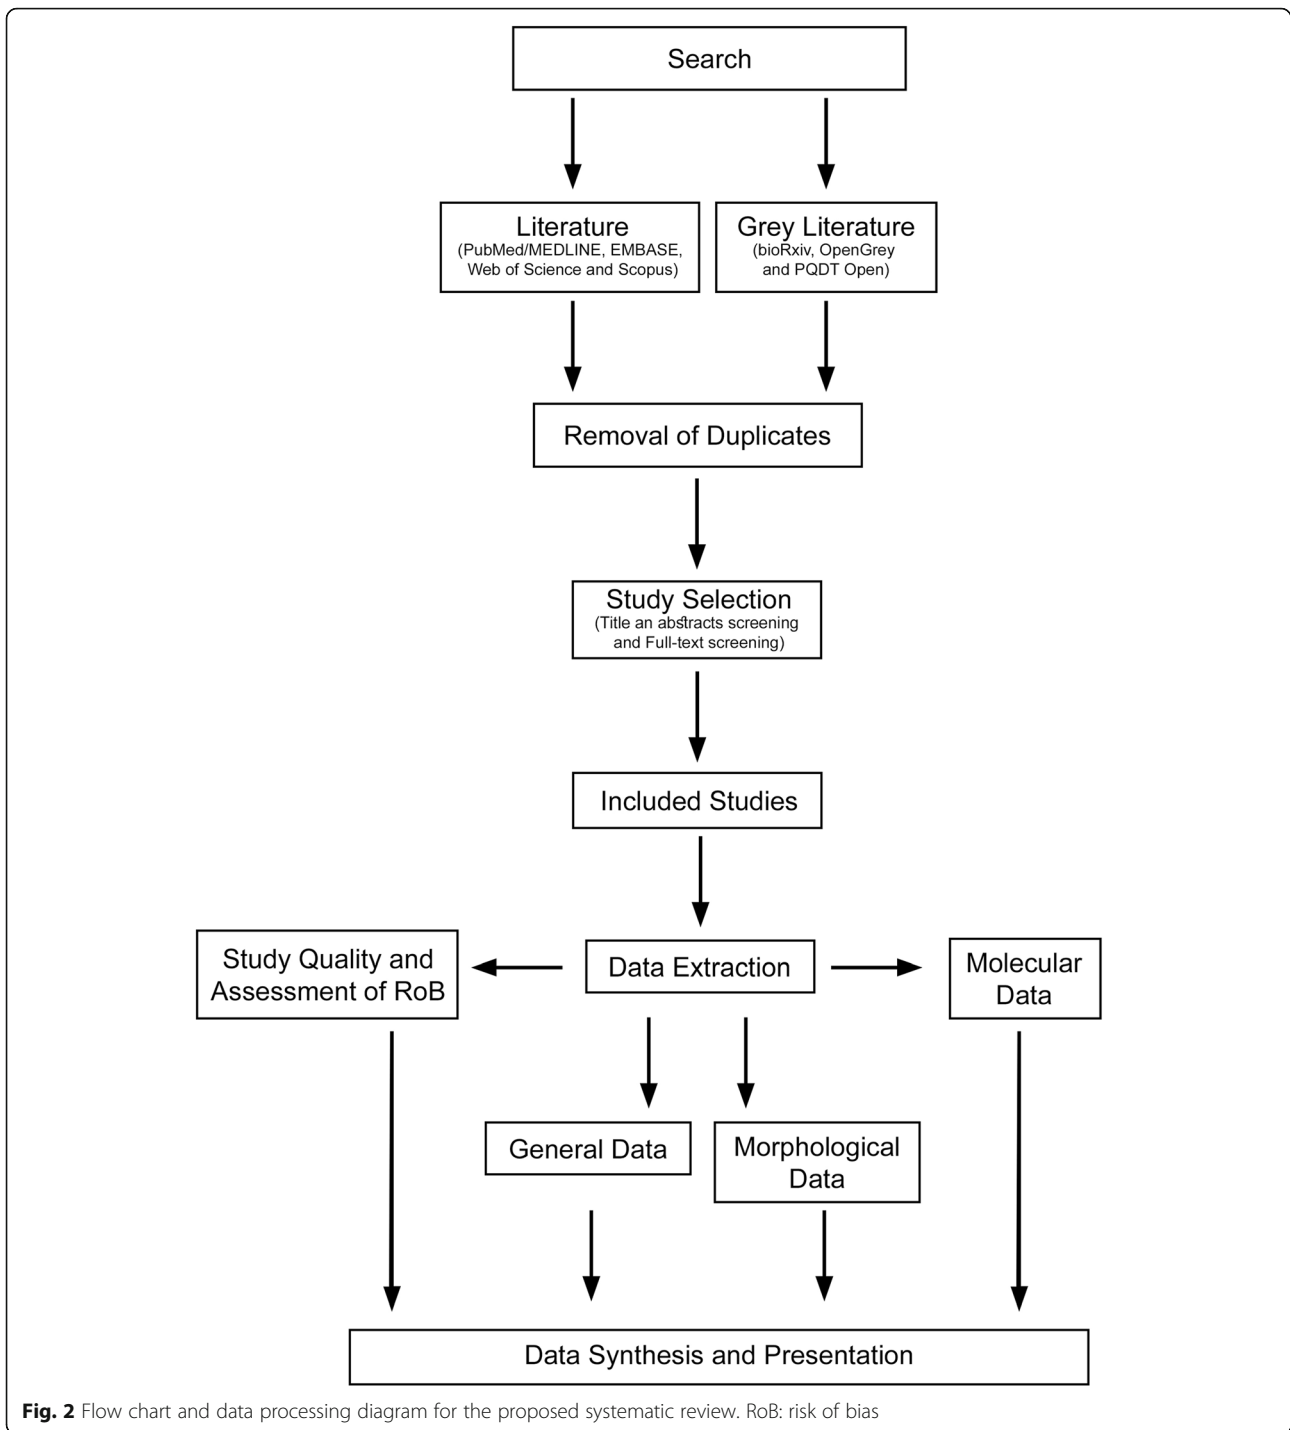 Search
Literature
(PubMed/MEDLINE, EMBASE,
Web of Science and Scopus)
Grey Literature
(bioRxiv, OpenGrey
and PQDT Open)
Removal of Duplicates
Study Selection
(Title an abstracts screening
and Full-text screening)
Included Studies
Study Quality and
Assessment of RoB
Data Extraction
Molecular
Data
General Data
Morphological
Data
Data Synthesis and Presentation
Fig. 2 Flow chart and data processing diagram for the proposed systematic review. RoB: risk of bias